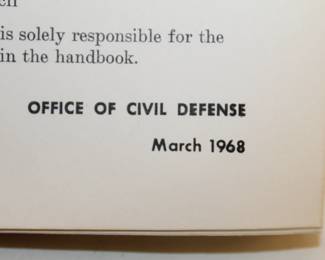 is solely responsible for the
in the handbook.
OFFICE OF CIVIL DEFENSE
March 1968